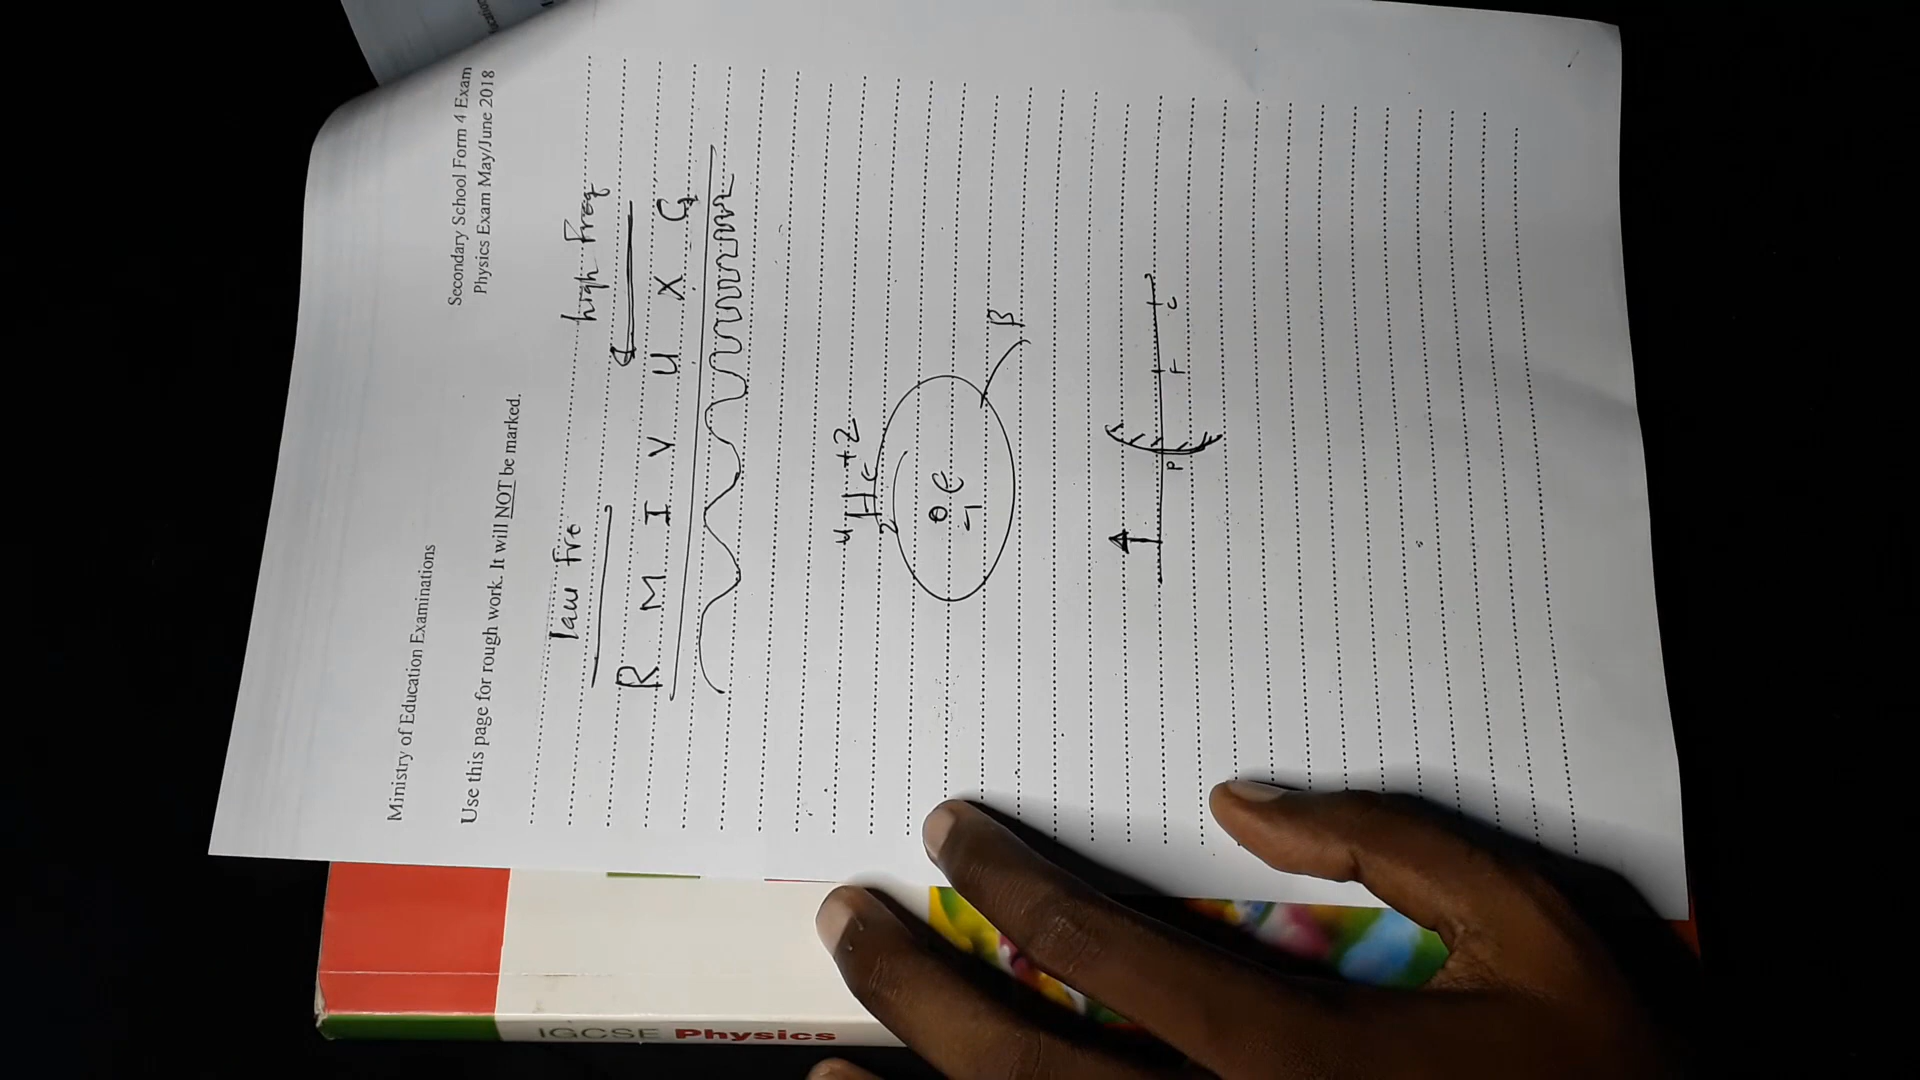 Ministry of Education Examinations
Secondary School Form 4 Exam
Physics Exam May/June 2018
Use this page for rough work. It will NOT be marked.
law fre
high freq
R M I V U X G
4
He +2
2
0
e
-1
β
P F C
IGCSE Physics